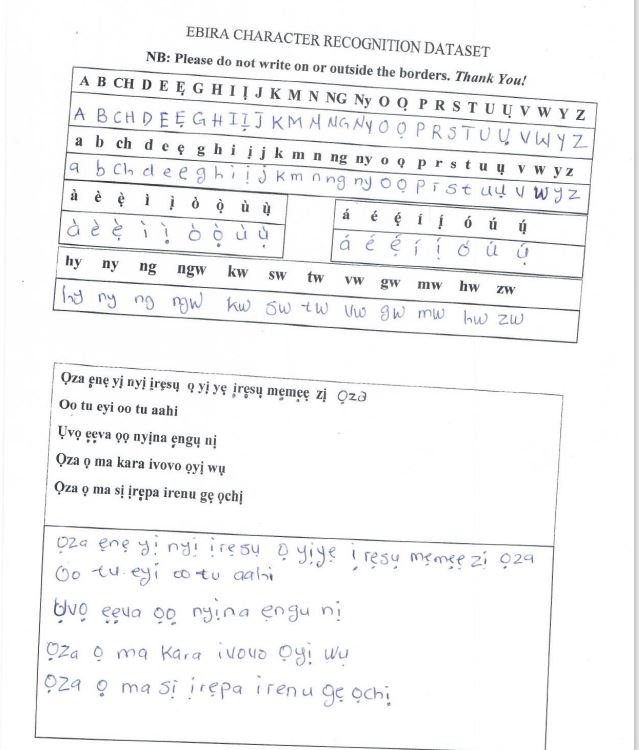 EBIRA CHARACTER RECOGNITION DATASET
NB: Please do not write on or outside the borders. Thank You!
A B CH D E Ẹ G H I Ị J K M N NG Ny O Ọ P R S T U Ụ V W Y Z
A B C H D E Ẹ G H I Ị J K M N NG Ny O Ọ P R S T U Ụ V W Y Z
a b ch d e ẹ g h i ị j k m n ng ny o ọ p r s t u ụ v w y z
a b Ch d e ẹ g h i ị j k m n ng ny o ọ p r s t u ụ v w y z
à è ẹ̀ ì ị̀ ò ọ̀ ù ụ̀
à è ẹ̀ ì ị̀ ò ọ̀ ù ụ̀
á é ẹ́ í ị́ ó ú ụ́
á é ẹ́ í ị́ ó ú ụ́
hy ny ng ngw kw sw tw vw gw mw hw zw
hy ny ng ngw kw sw tw vw gw mw hw zw
Ọza ẹnẹ yị nyị ịrẹsụ ọ yị yẹ ịrẹsụ mẹmẹẹ zị ọza
Oo tu eyi oo tu aahi
Ụvọ ẹẹva ọọ nyịna ẹngụ nị
Ọza ọ ma kara ivovo ọyị wụ
Ọza ọ ma sị ịrẹpa irenu gẹ ọchị
Ọza ẹnẹ yị nyị ịrẹsụ ọ yịyẹ ịrẹsụ mẹmẹẹ zị ọza
Oo tu eyi oo tu aahi
Ụvọ ẹẹva ọọ nyịna ẹngu nị
Ọza ọ ma kara ivovo ọyị wụ
Ọza ọ ma sị ịrẹpa irenu gẹ ọchị